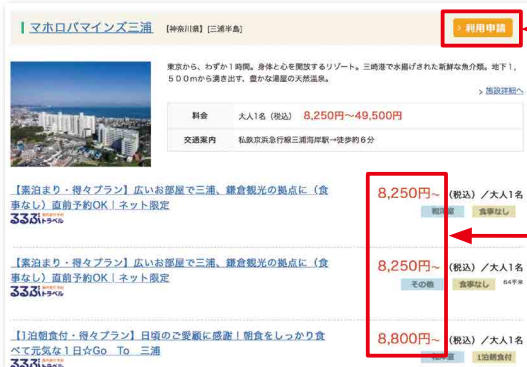 マホロバマインズ三浦 【神奈川県】[三浦半島]
利用申請
東京から、わずか1時間。身体と心を開放するリゾート。三崎港で水揚げされた新鮮な魚介類。地下1,
500mから湧き出す、豊かな湯屋の天然温泉。
施設詳細へ
料金 大人1名(税込) 8,250円〜49,500円
交通案内 私鉄京浜急行線三浦海岸駅→徒歩約6分
【素泊まり・得々プラン】広いお部屋で三浦、鎌倉観光の拠点に(食
事なし)直前予約OK|ネット限定
るるぶトラベル
8,250円〜 (税込)/大人1名
和洋室 食事なし
【素泊まり・得々プラン】広いお部屋で三浦、鎌倉観光の拠点に(食
事なし)直前予約OK|ネット限定
るるぶトラベル
8,250円〜 (税込)/大人1名
その他 食事なし 64平米
【1泊朝食付・得々プラン】日頃のご愛顧に感謝!朝食をしっかり食
べて元気な1日☆Go To 三浦
るるぶトラベル
8,800円〜 (税込)/大人1名
1泊朝食付